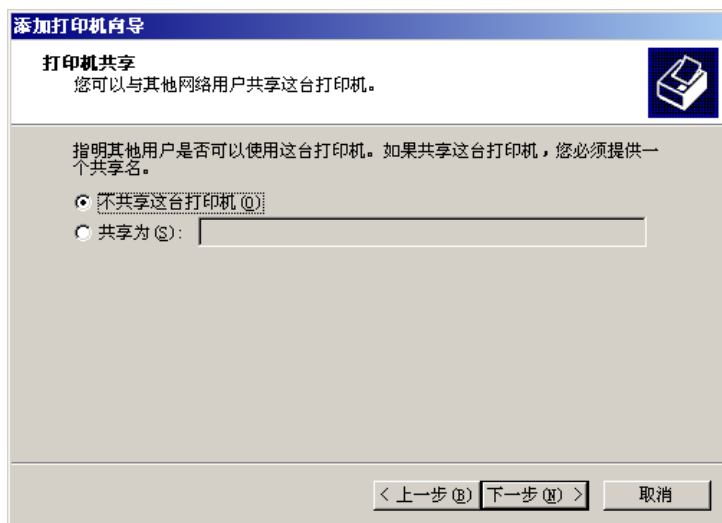 添加打印机向导
打印机共享
您可以与其他网络用户共享这台打印机。
指明其他用户是否可以使用这台打印机。如果共享这台打印机，您必须提供一
个共享名。
不共享这台打印机(O)
共享为(S):
< 上一步(B) 下一步(N) > 取消